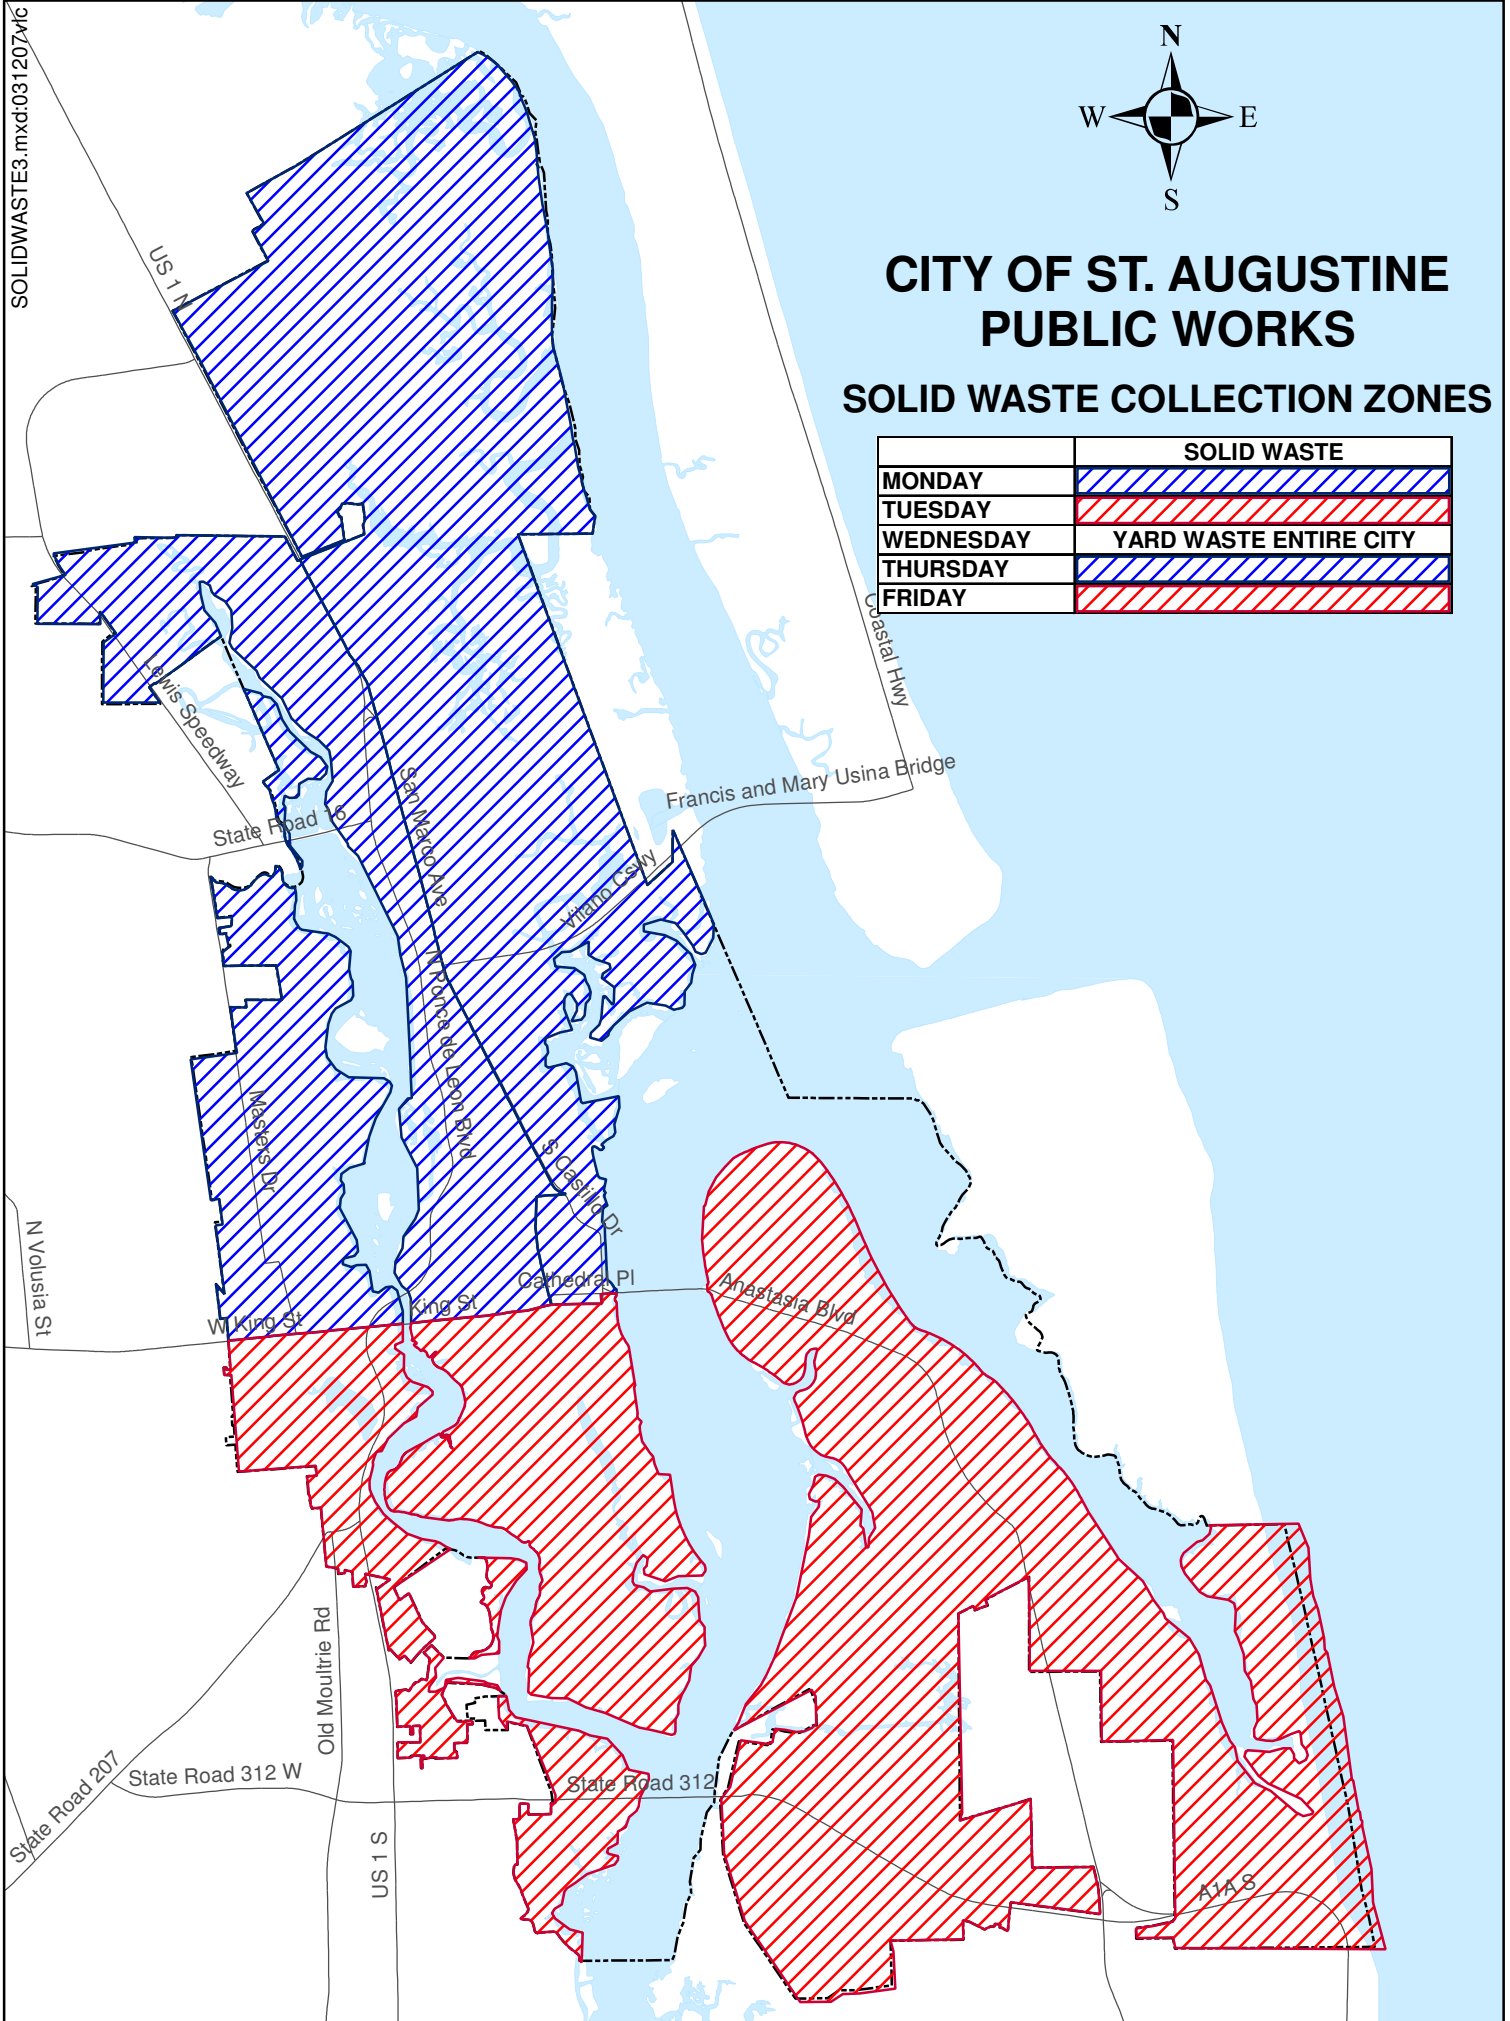 SOLIDWASTE3.mxd:031207vlc
N
W
E
S
CITY OF ST. AUGUSTINE
PUBLIC WORKS
SOLID WASTE COLLECTION ZONES
SOLID WASTE
MONDAY
TUESDAY
WEDNESDAY YARD WASTE ENTIRE CITY
THURSDAY
FRIDAY
US 1 N
Coastal Hwy
Lewis Speedway
Francis and Mary Usina Bridge
San Marco Ave
State Road 16
Vilano Cswy
N Ponce de Leon Blvd
Masters Dr
S Castillo Dr
N Volusia St
Cathedral Pl
Anastasia Blvd
King St
W King St
Old Moultrie Rd
State Road 207
State Road 312 W
State Road 312
US 1 S
A1A S